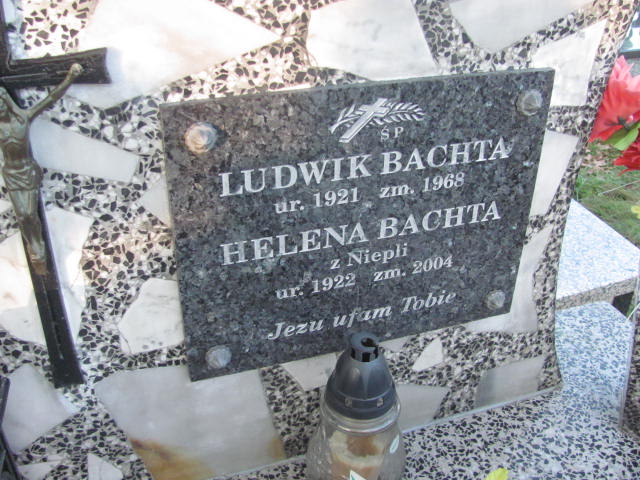 ŚP
LUDWIK BACHTA
ur. 1921 zm. 1968
HELENA BACHTA
z Niepli
ur. 1922 zm. 2004
Jezu ufam Tobie